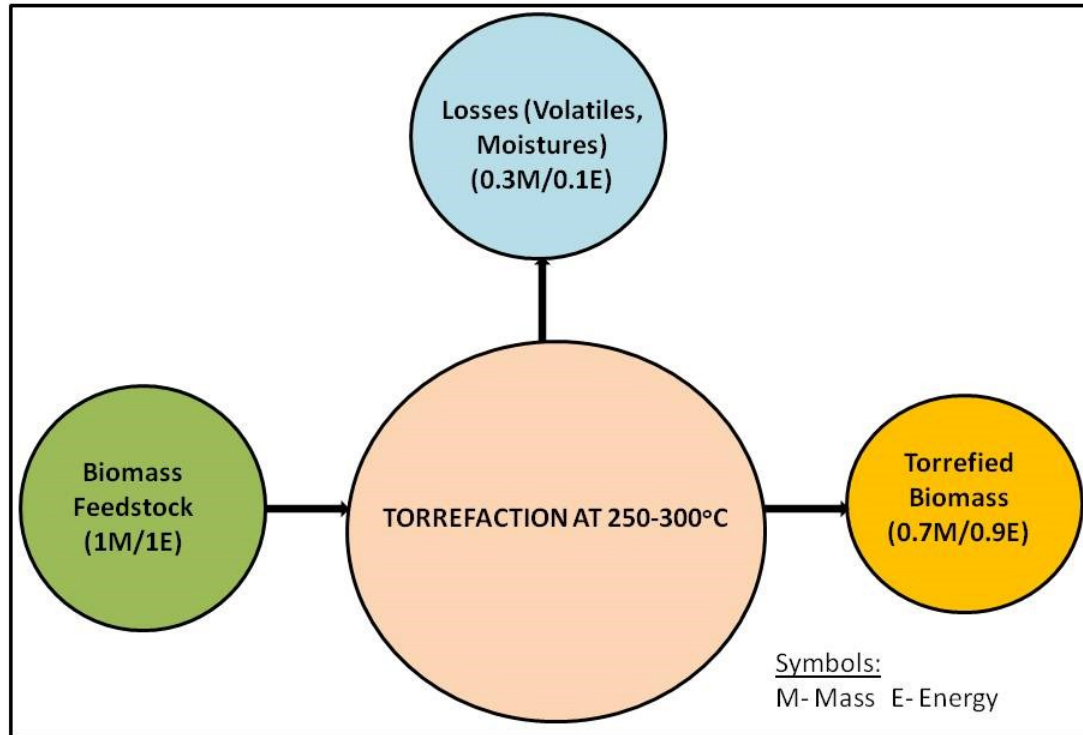 Losses (Volatiles,
Moistures)
(0.3M/0.1E)
Biomass
Feedstock
(1M/1E)
TORREFACTION AT 250-300°C
Torrefied
Biomass
(0.7M/0.9E)
Symbols:
M- Mass E- Energy